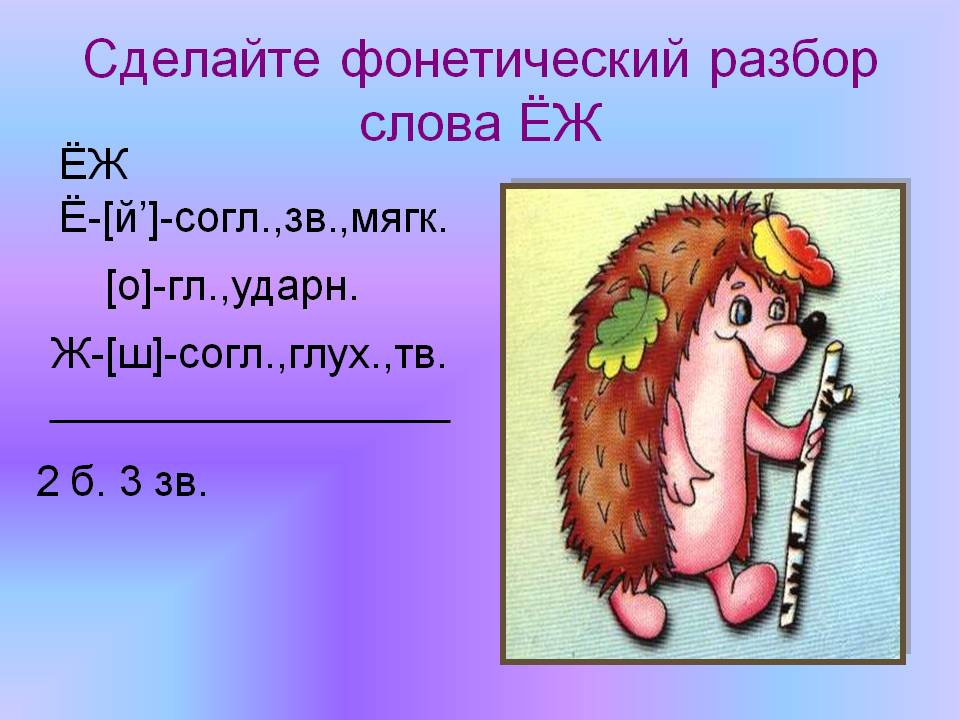 Сделайте фонетический разбор
слова ЁЖ
ЁЖ
Ё-[й’]-согл.,зв.,мягк.
[о]-гл.,ударн.
Ж-[ш]-согл.,глух.,тв.
2 б. 3 зв.